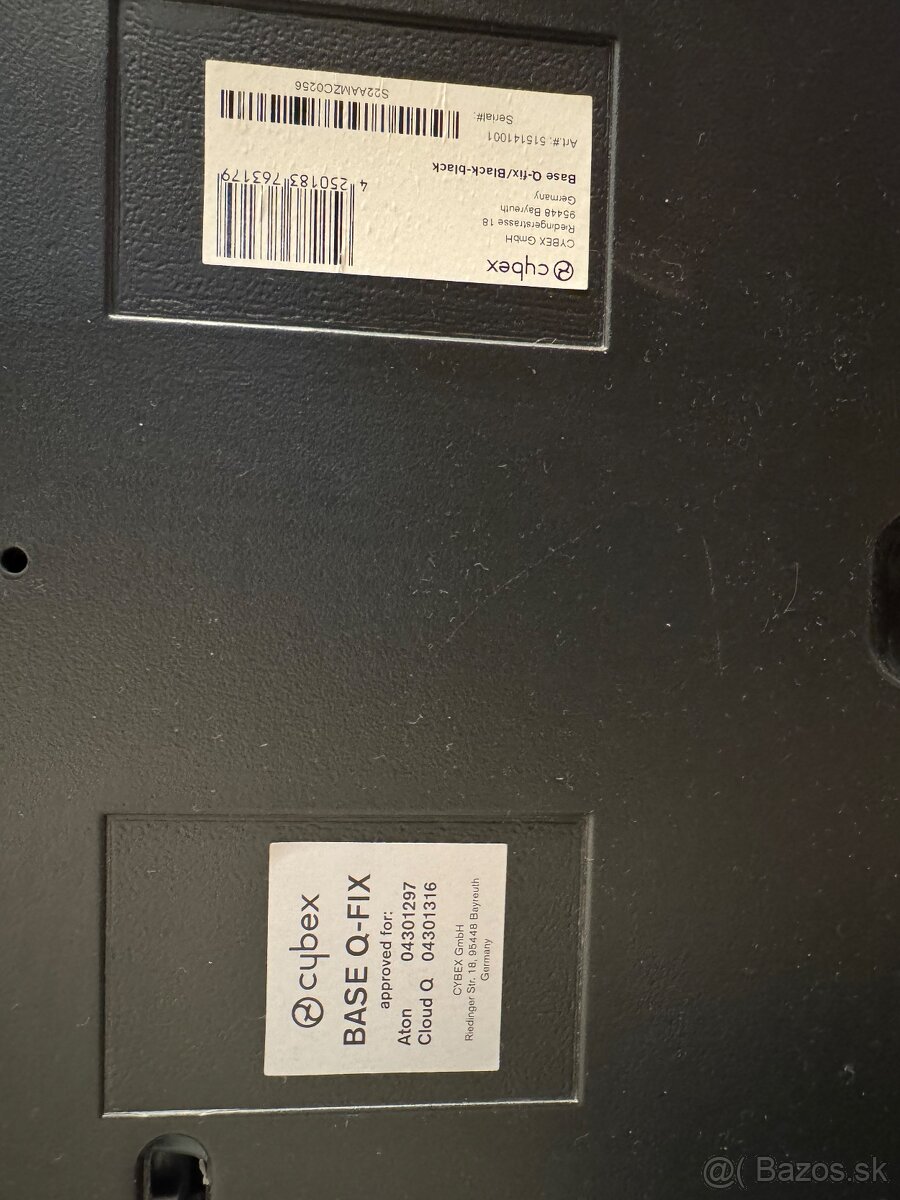 cybex
CYBEX GmbH
Riedingerstrasse 18
95448 Bayreuth
Germany
Base Q-fix/Black-black
Art.#: 515141001
Serial#:
S22AAMZC0256
4 250183 763179
cybex
BASE Q-FIX
approved for:
Aton 04301297
Cloud Q 04301316
CYBEX GmbH
Riedinger Str. 18, 95448 Bayreuth
Germany
@( Bazos.sk